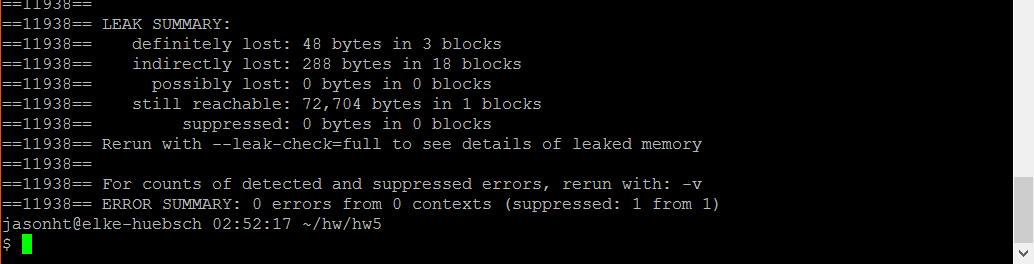 ==11938==
==11938== LEAK SUMMARY:
==11938==    definitely lost: 48 bytes in 3 blocks
==11938==    indirectly lost: 288 bytes in 18 blocks
==11938==      possibly lost: 0 bytes in 0 blocks
==11938==    still reachable: 72,704 bytes in 1 blocks
==11938==         suppressed: 0 bytes in 0 blocks
==11938== Rerun with --leak-check=full to see details of leaked memory
==11938==
==11938== For counts of detected and suppressed errors, rerun with: -v
==11938== ERROR SUMMARY: 0 errors from 0 contexts (suppressed: 1 from 1)
jasonht@elke-huebsch 02:52:17 ~/hw/hw5
$